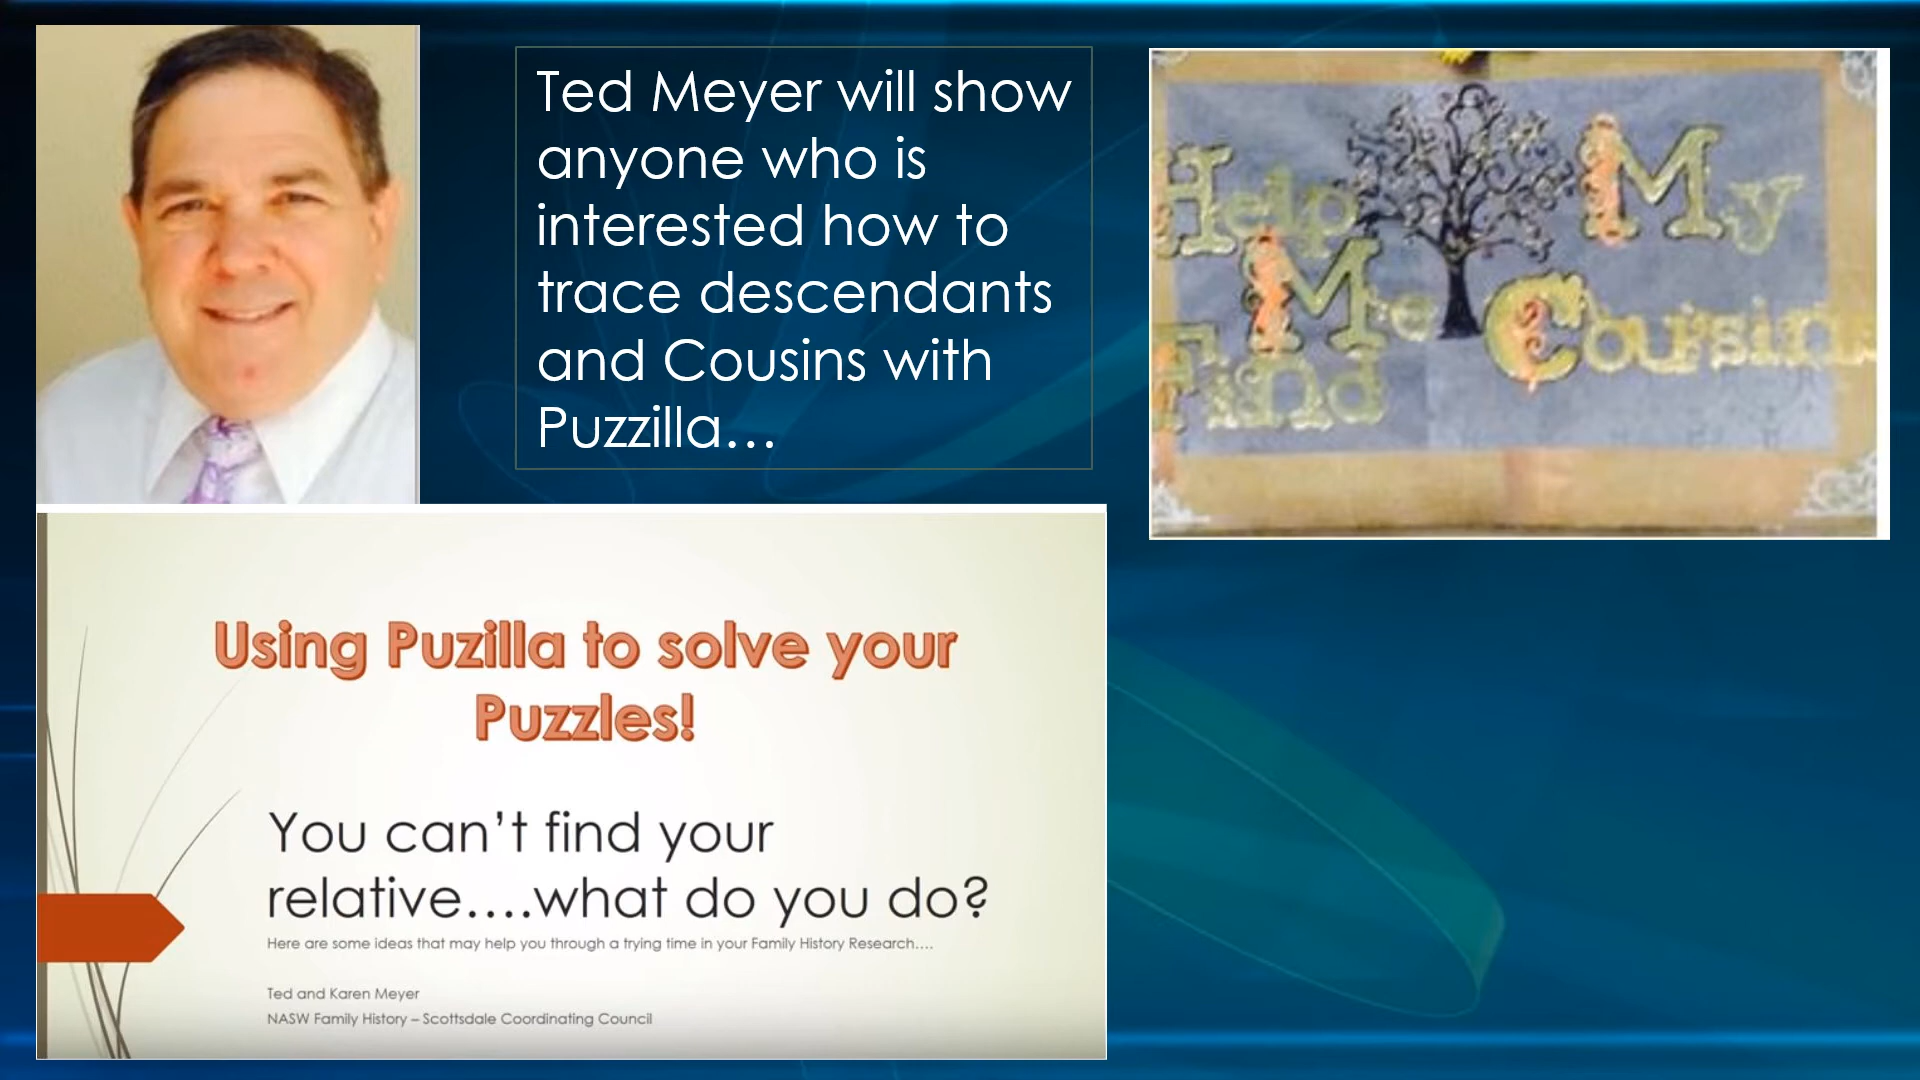 Ted Meyer will show
anyone who is
interested how to
trace descendants
and Cousins with
Puzzilla…
Help My
Me Cousins
Find
Using Puzilla to solve your
Puzzles!
You can’t find your
relative….what do you do?
Here are some ideas that may help you through a trying time in your Family History Research….
Ted and Karen Meyer
NASW Family History – Scottsdale Coordinating Council